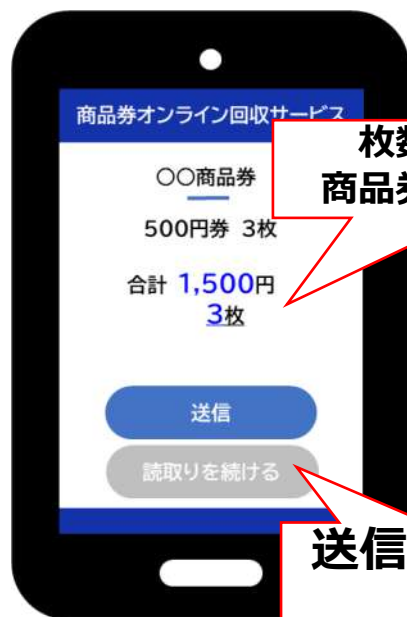 商品券オンライン回収サービス
枚数
商品券
〇〇商品券
500円券 3枚
合計 1,500円
3枚
送信
読取りを続ける
送信